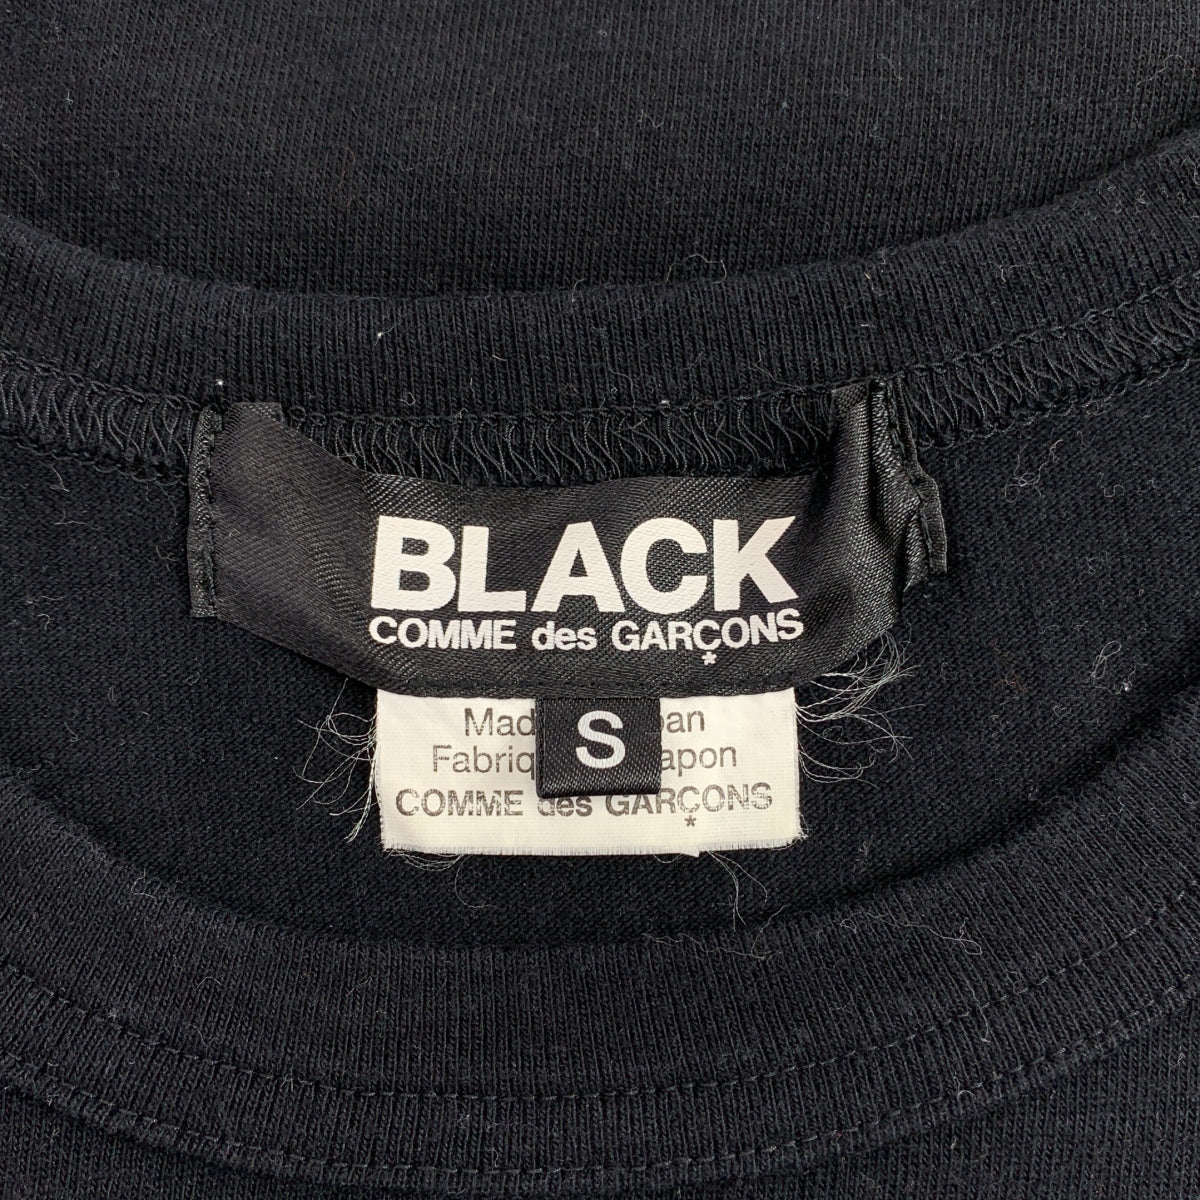 BLACK
COMME des GARÇONS
*
S
Mad pan
Fabriq apon
COMME des GARÇONS
*